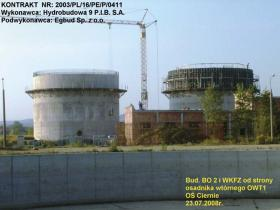 KONTRAKT NR: 2003/PL/16/PE/P/0411
Wykonawca: Hydrobudowa 9 P.I.B. S.A.
Podwykonawca: Egbud Sp. z o.o.
Bud. BO 2 i WKFZ od strony
osadnika wtórnego OWT1
OŚ Ciernie
23.07.2008r.